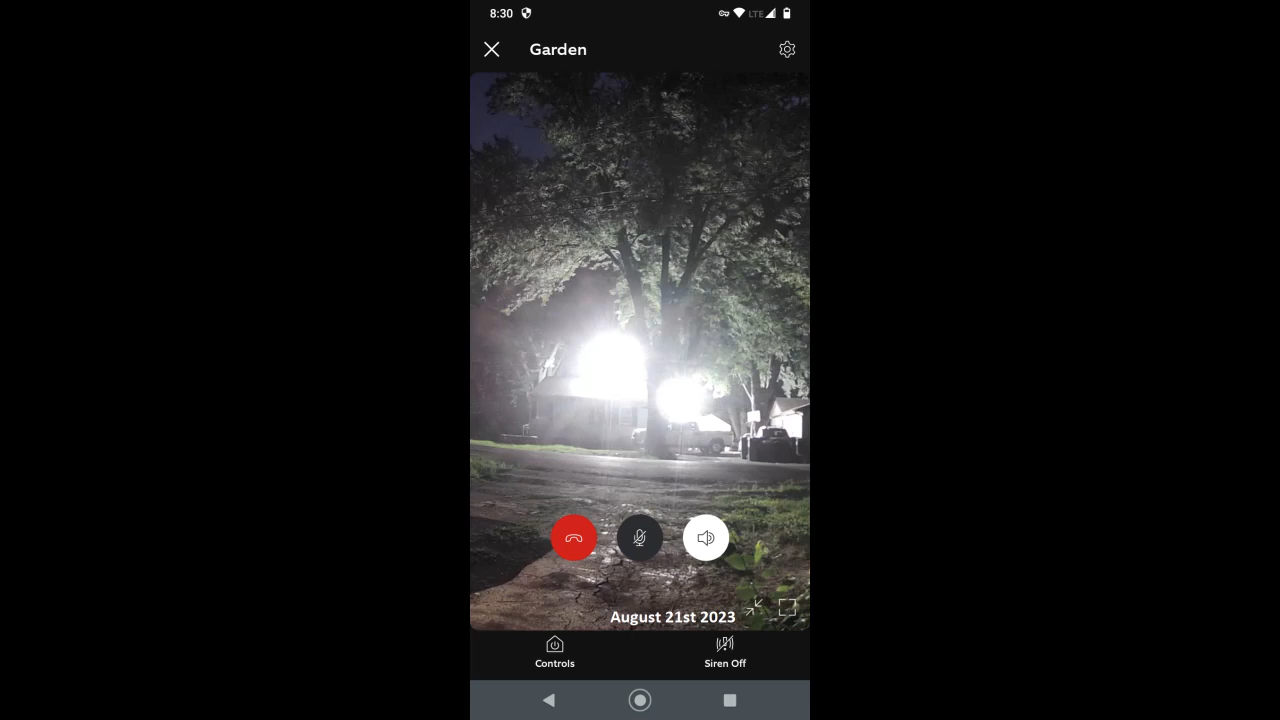 8:30
LTE
Garden
August 21st 2023
Controls
Siren Off